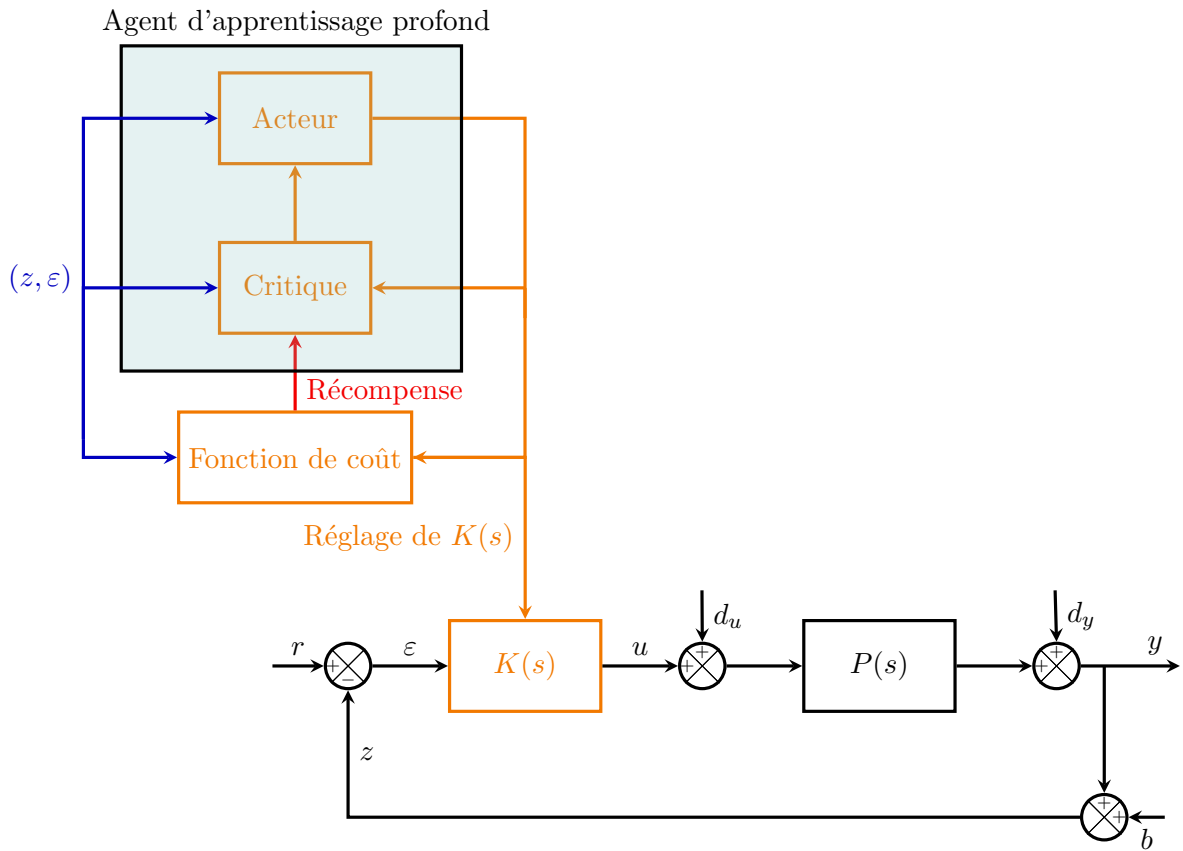 Agent d'apprentissage profond
Acteur
(z, ε)
Critique
Récompense
Fonction de coût
Réglage de K(s)
r
+
−
ε
K(s)
u
d_u
+
+
P(s)
d_y
+
+
y
z
+
+
b